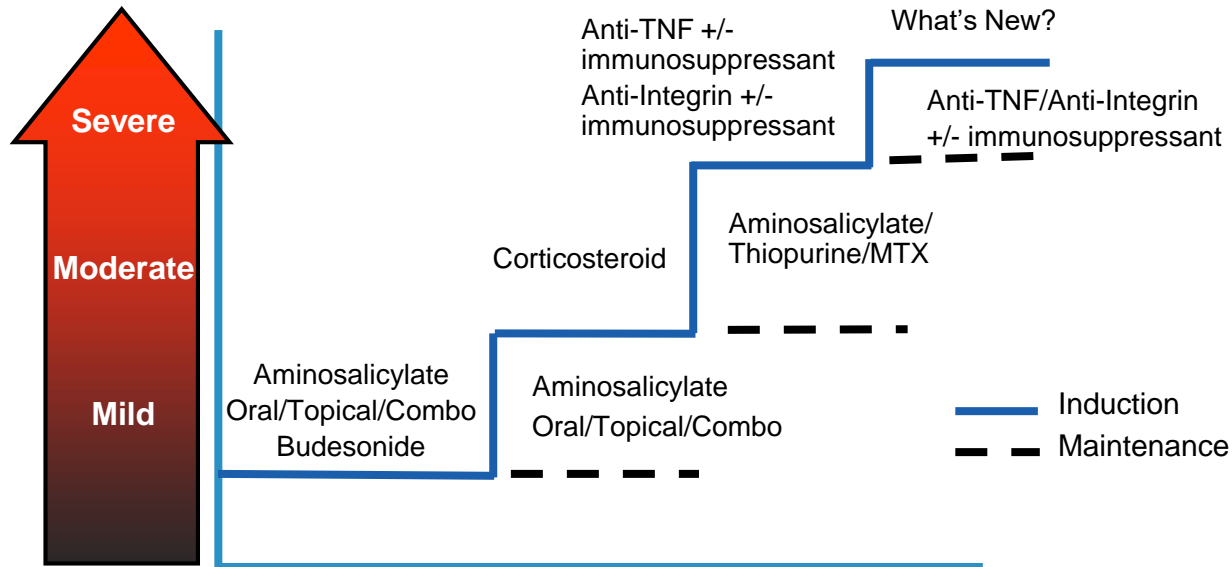 Severe
Moderate
Mild
Anti-TNF +/-
immunosuppressant
Anti-Integrin +/-
immunosuppressant
What's New?
Anti-TNF/Anti-Integrin
+/- immunosuppressant
Corticosteroid
Aminosalicylate/
Thiopurine/MTX
Aminosalicylate
Oral/Topical/Combo
Budesonide
Aminosalicylate
Oral/Topical/Combo
Induction
Maintenance